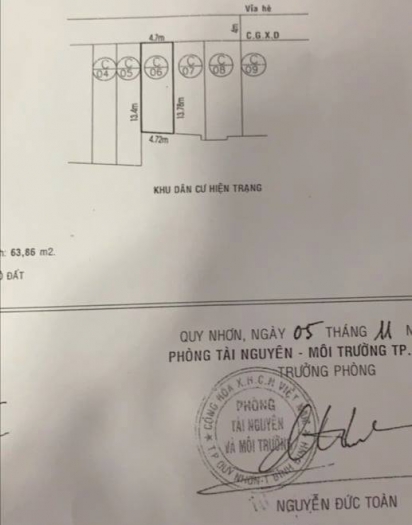 Vỉa hè
4m
4.7m
C.G.X.D
C 04
C 05
C 06
C 07
C 08
C 09
13.4m
13.78m
4.72m
KHU DÂN CƯ HIỆN TRẠNG
h: 63,86 m2.
ĐẤT
QUY NHƠN, NGÀY 05 THÁNG 11 N
PHÒNG TÀI NGUYÊN - MÔI TRƯỜNG TP.
TRƯỞNG PHÒNG
CỘNG HÒA X.H.C.N VIỆT NAM
PHÒNG
TÀI NGUYÊN
VÀ MÔI TRƯỜNG
TP QUY NHƠN-T BÌNH ĐỊNH
NGUYỄN ĐỨC TOÀN